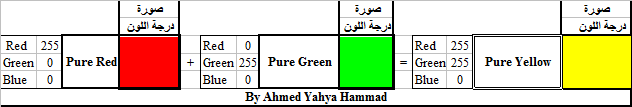 صورة صورة صورة
درجة اللون درجة اللون درجة اللون
Red 255 Red 0 Red 255
Green 0 Pure Red + Green 255 Pure Green = Green 255 Pure Yellow
Blue 0 Blue 0 Blue 0
By Ahmed Yahya Hammad